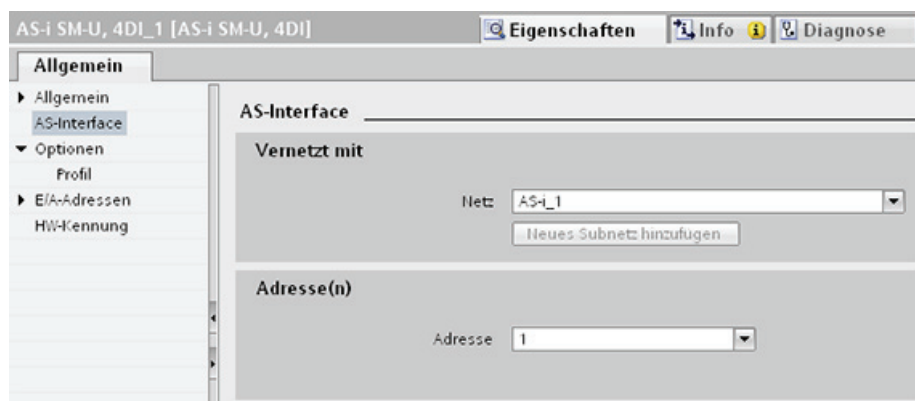 AS-i SM-U, 4DI_1 [AS-i SM-U, 4DI]
Eigenschaften
Info
Diagnose
Allgemein
Allgemein
AS-Interface
Optionen
Profil
E/A-Adressen
HW-Kennung
AS-Interface
Vernetzt mit
Netz
AS-i_1
Neues Subnetz hinzufügen
Adresse(n)
Adresse
1